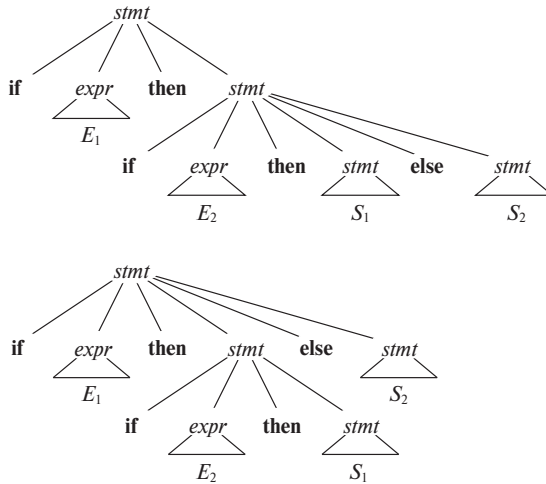 stmt
if expr then stmt
E₁
if expr then stmt else stmt
E₂ S₁ S₂
stmt
if expr then stmt else stmt
E₁ S₂
if expr then stmt
E₂ S₁